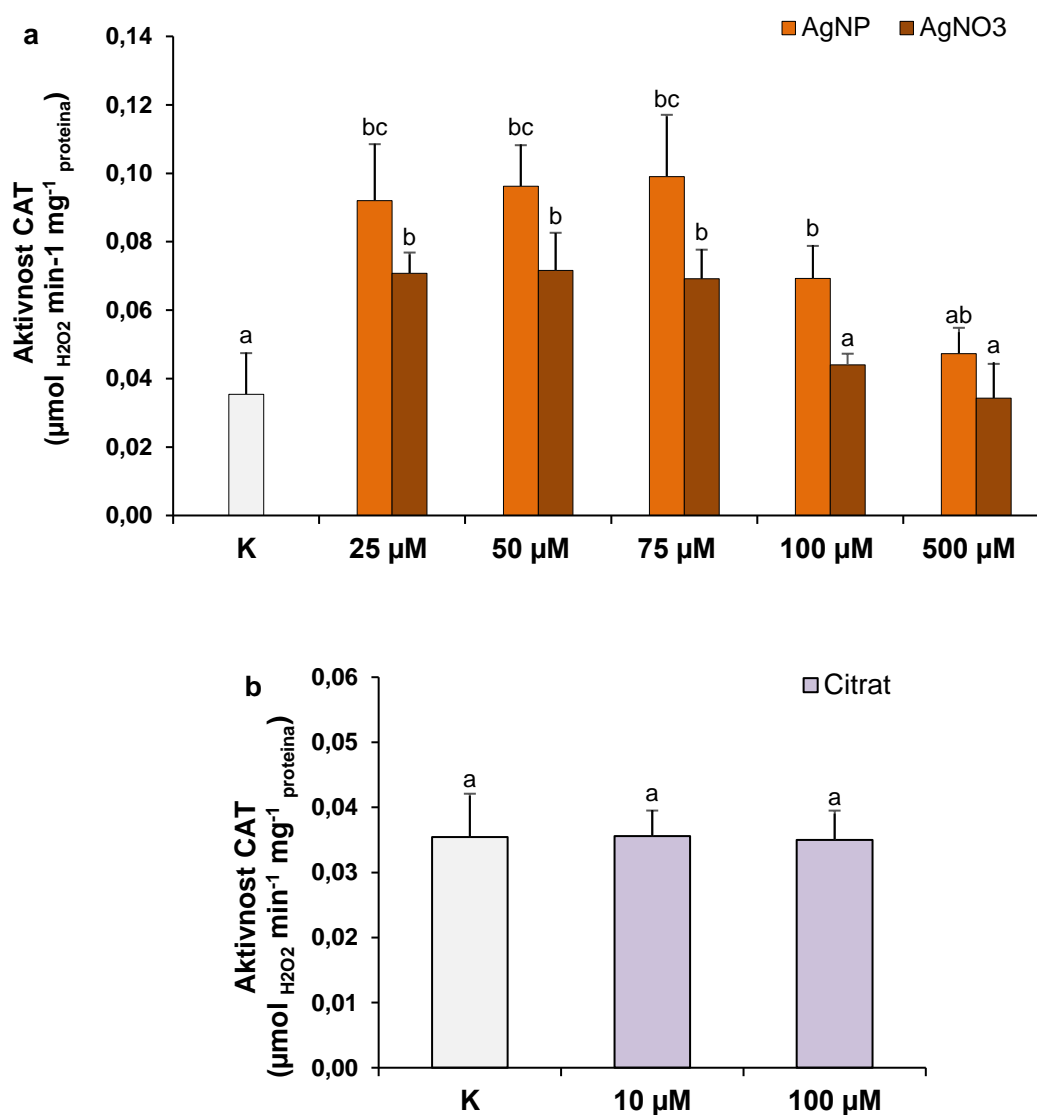 a
AgNP AgNO3
Aktivnost CAT
(µmol H2O2 min-1 mg-1 proteina)
0,14
0,12
0,10
0,08
0,06
0,04
0,02
0,00
a
bc
b
bc
b
bc
b
b
a
ab
a
K 25 µM 50 µM 75 µM 100 µM 500 µM
b
Citrat
Aktivnost CAT
(µmol H2O2 min-1 mg-1 proteina)
0,06
0,05
0,04
0,03
0,02
0,01
0,00
a a a
K 10 µM 100 µM